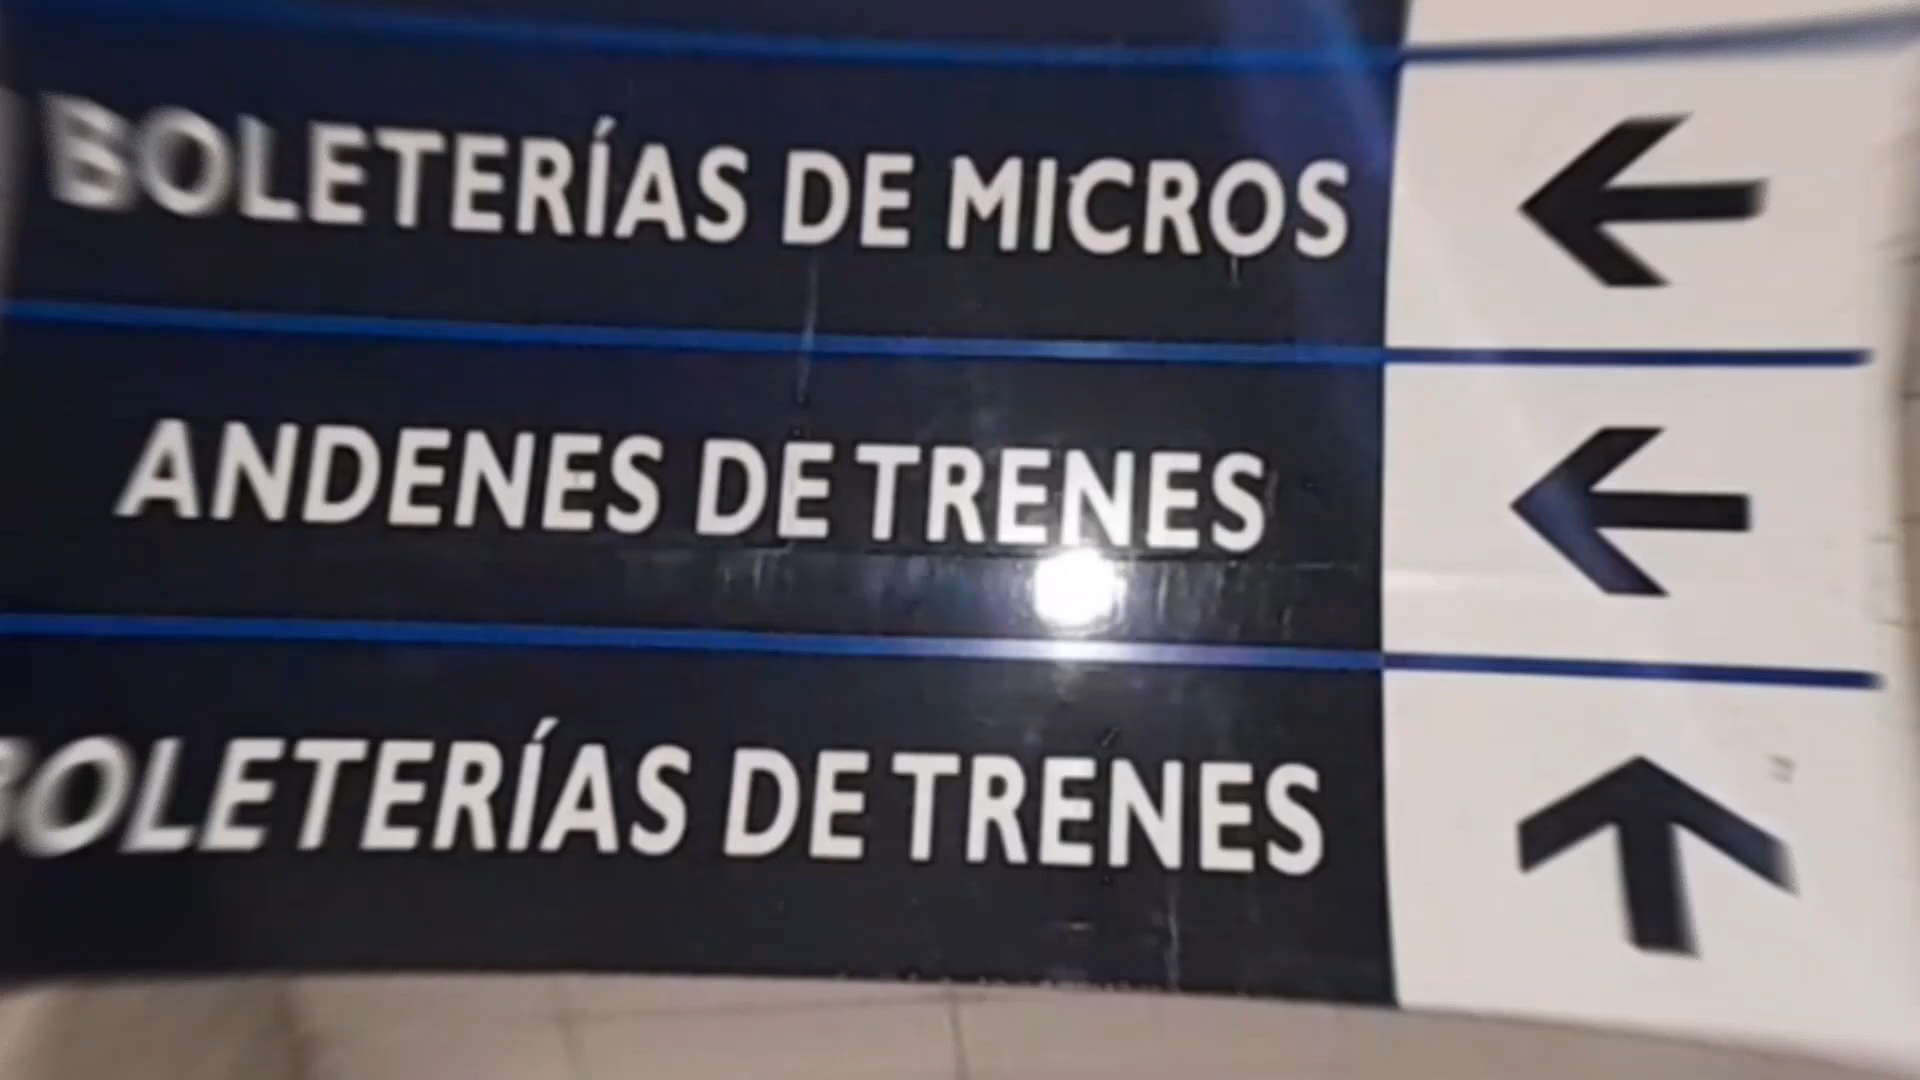 BOLETERÍAS DE MICROS
ANDENES DE TRENES
BOLETERÍAS DE TRENES